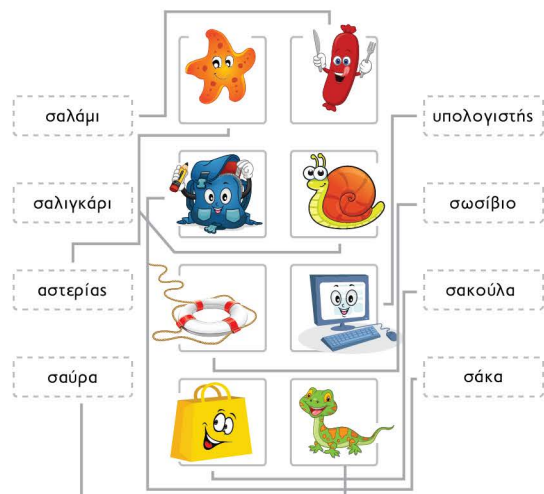 σαλάμι
υπολογιστής
σαλιγκάρι
σωσίβιο
αστερίας
σακούλα
σαύρα
σάκα